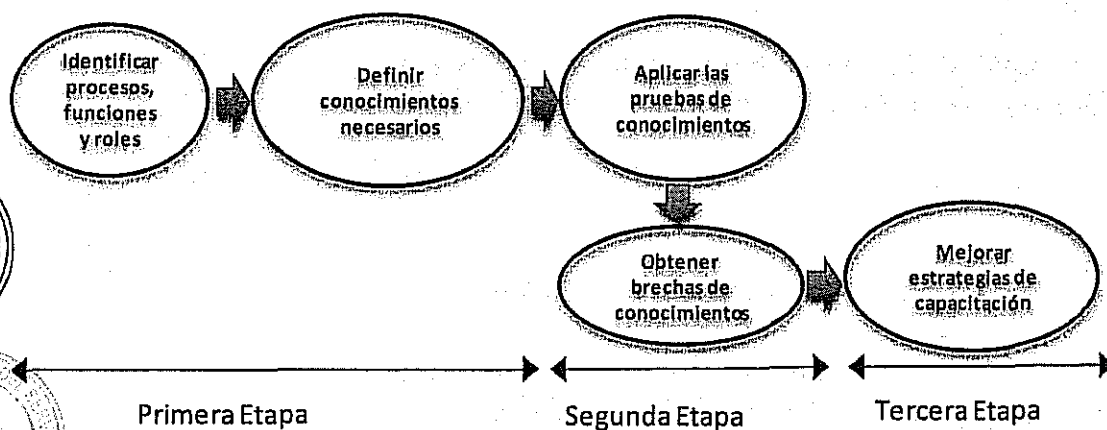 Identificar
procesos,
funciones
y roles
Definir
conocimientos
necesarios
Aplicar las
pruebas de
conocimientos
Obtener
brechas de
conocimientos
Mejorar
estrategias de
capacitación
Primera Etapa
Segunda Etapa
Tercera Etapa